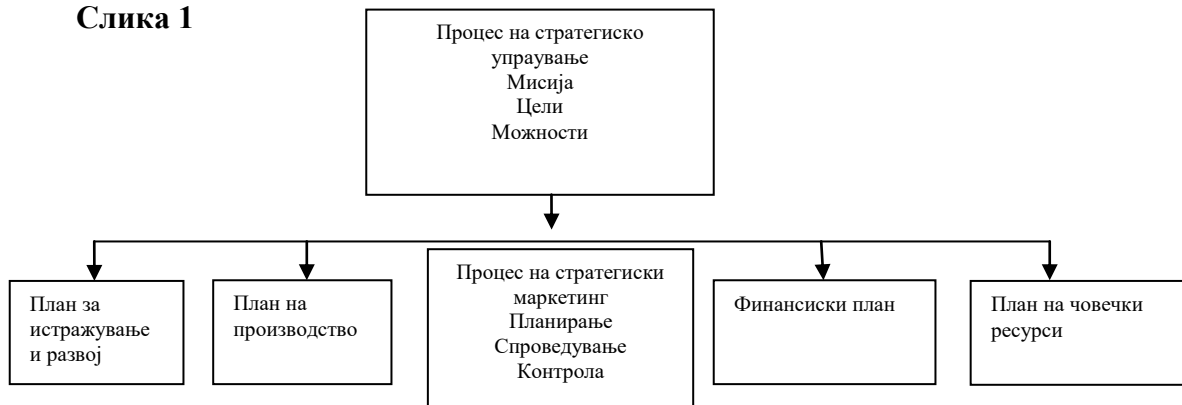 Слика 1
Процес на стратегиско
упраување
Мисија
Цели
Можности
План за
истражување
и развој
План на
производство
Процес на стратегиски
маркетинг
Планирање
Спроведување
Контрола
Финансиски план
План на човечки
ресурси